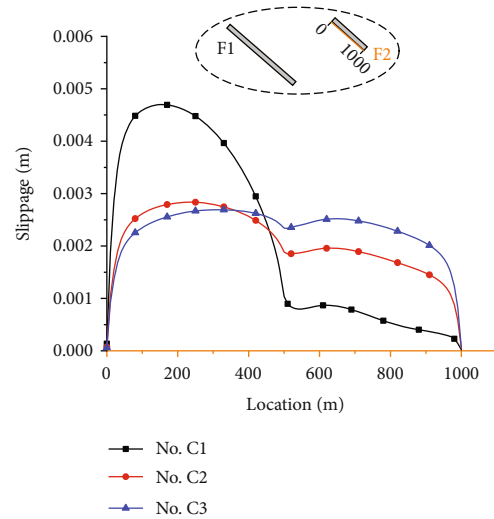 0.006
0.005
0.004
0.003
0.002
0.001
0.000
Slippage (m)
F1
0
1000
F2
0 200 400 600 800 1000
Location (m)
No. C1
No. C2
No. C3